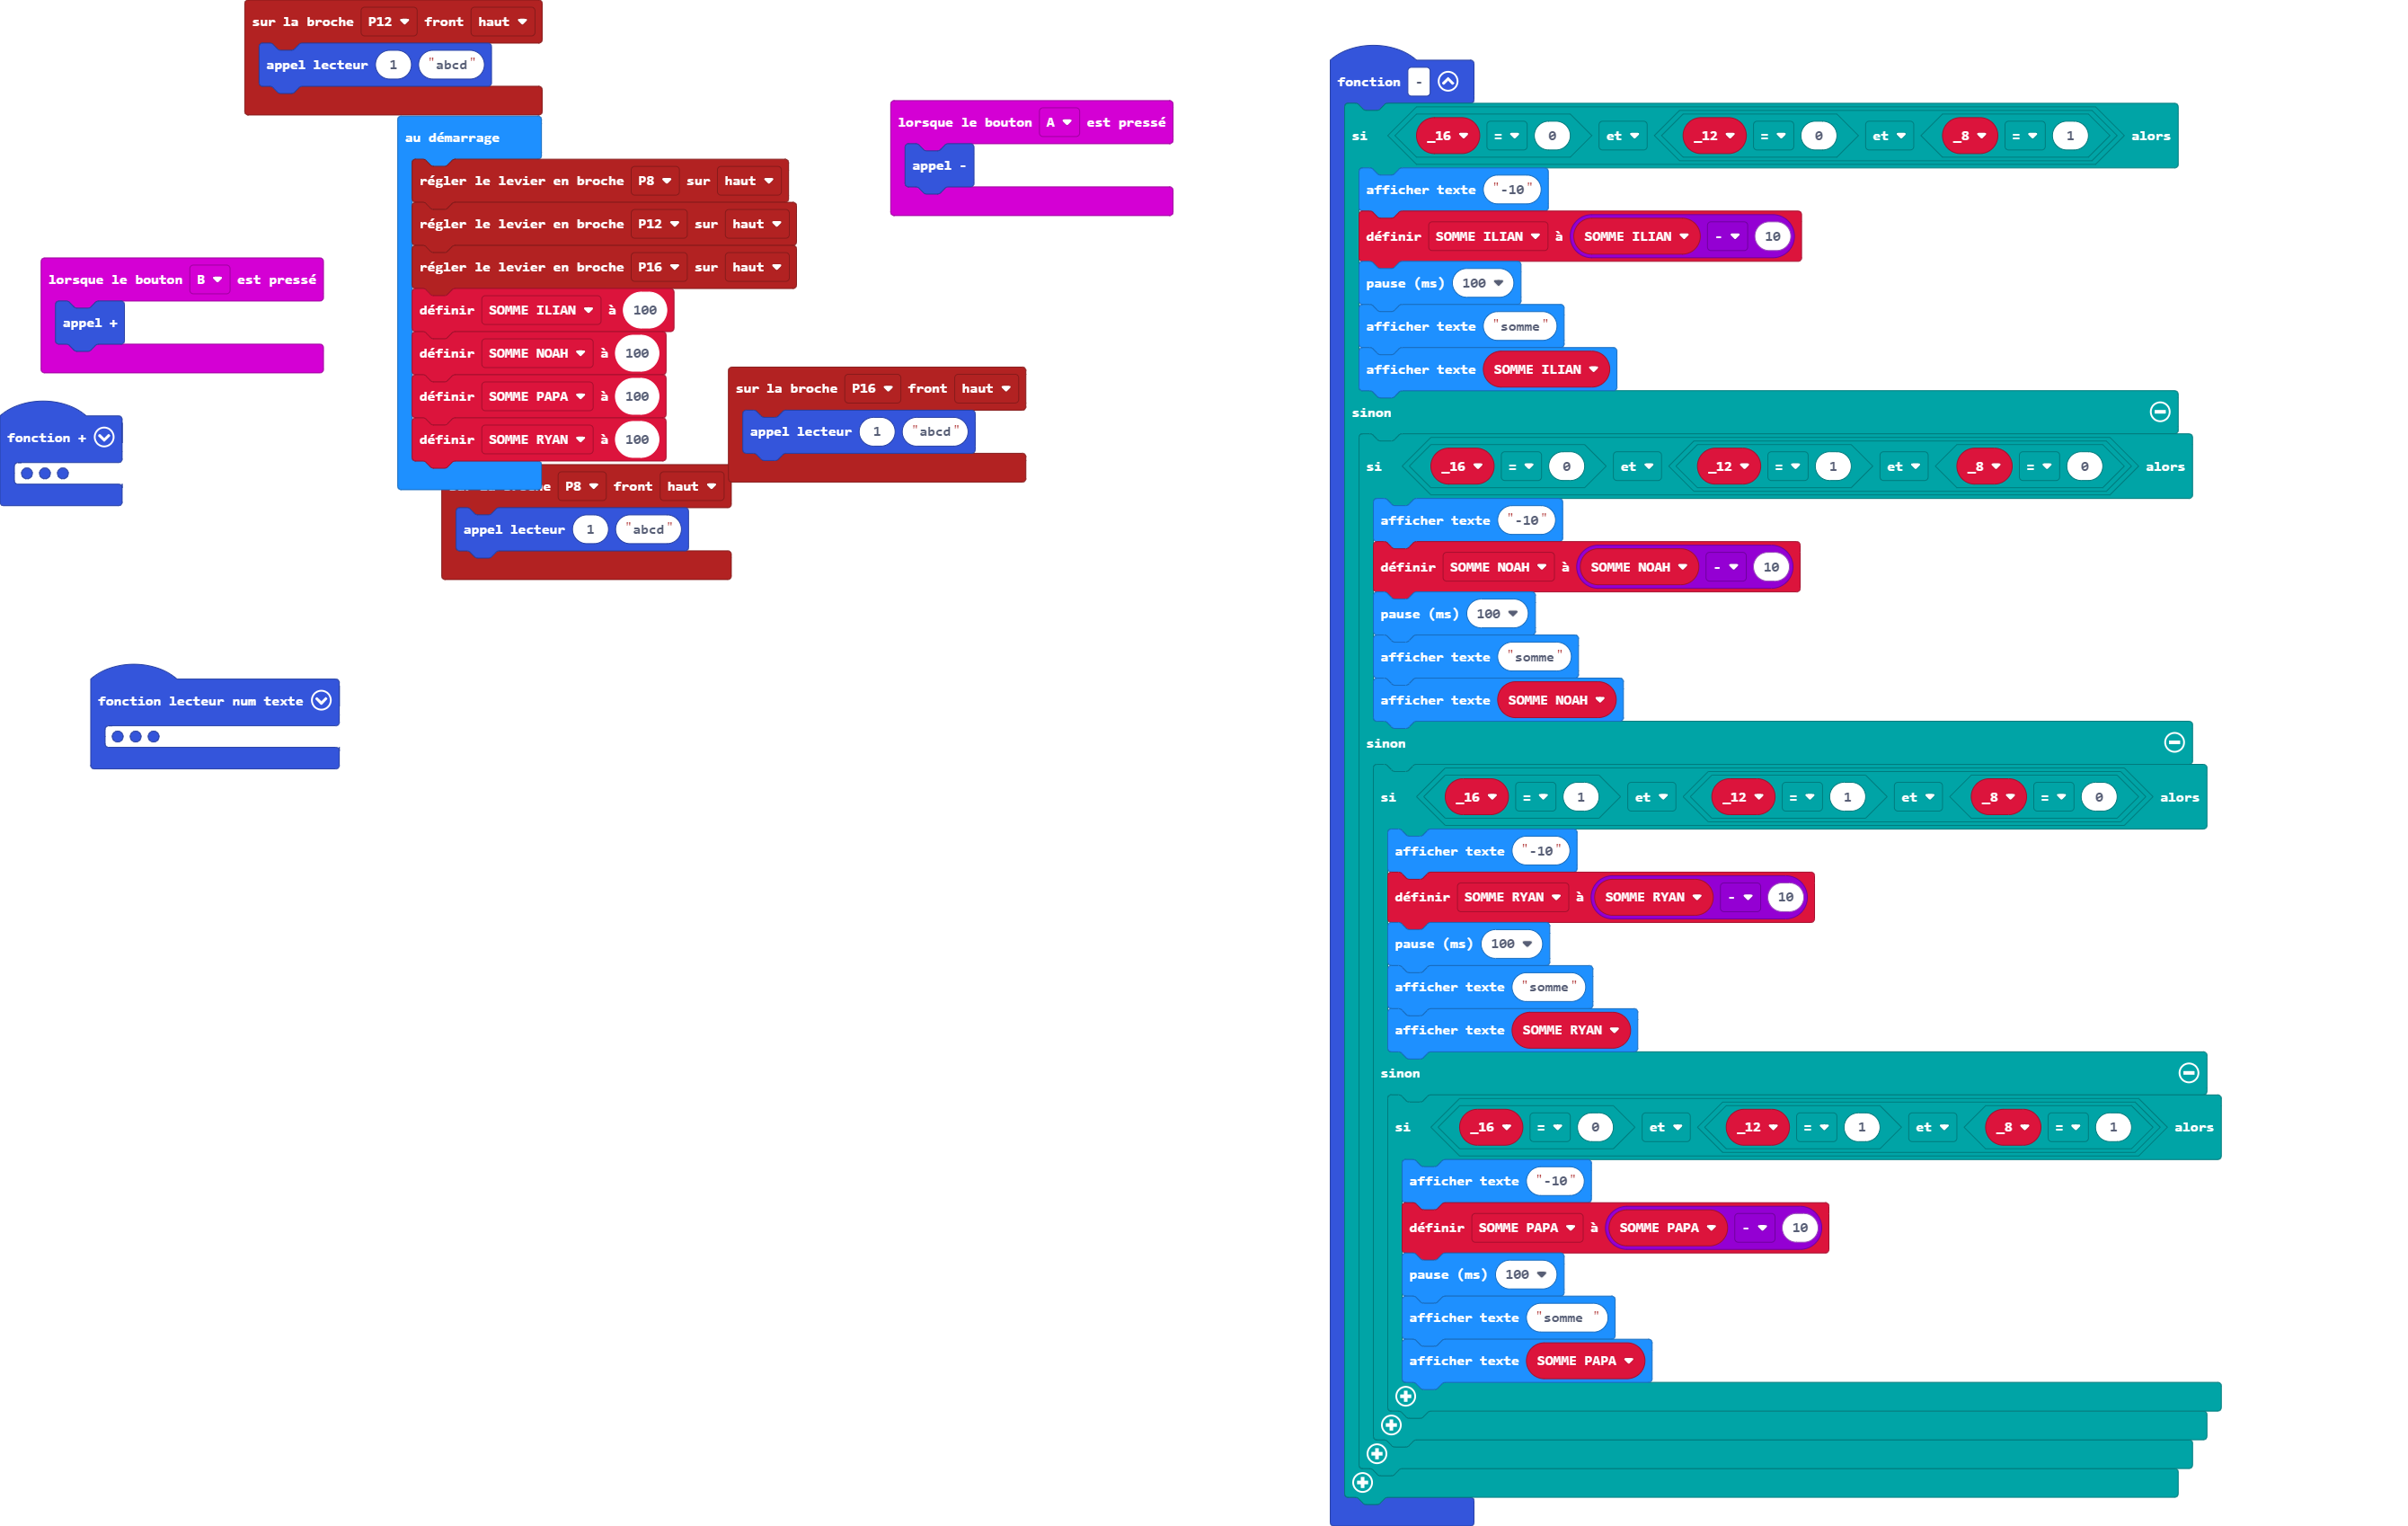 sur la broche P12 front haut
appel lecteur 1 "abcd"
au démarrage
régler le levier en broche P8 sur haut
régler le levier en broche P12 sur haut
régler le levier en broche P16 sur haut
définir SOMME ILIAN à 100
définir SOMME NOAH à 100
définir SOMME PAPA à 100
définir SOMME RYAN à 100
lorsque le bouton A est pressé
appel -
lorsque le bouton B est pressé
appel +
fonction +
sur la broche P16 front haut
appel lecteur 1 "abcd"
P8 front haut
appel lecteur 1 "abcd"
fonction lecteur num texte
fonction -
si _16 = 0 et _12 = 0 et _8 = 1 alors
afficher texte "-10"
définir SOMME ILIAN à SOMME ILIAN - 10
pause (ms) 100
afficher texte "somme"
afficher texte SOMME ILIAN
sinon
si _16 = 0 et _12 = 1 et _8 = 0 alors
afficher texte "-10"
définir SOMME NOAH à SOMME NOAH - 10
pause (ms) 100
afficher texte "somme"
afficher texte SOMME NOAH
sinon
si _16 = 1 et _12 = 1 et _8 = 0 alors
afficher texte "-10"
définir SOMME RYAN à SOMME RYAN - 10
pause (ms) 100
afficher texte "somme"
afficher texte SOMME RYAN
sinon
si _16 = 0 et _12 = 1 et _8 = 1 alors
afficher texte "-10"
définir SOMME PAPA à SOMME PAPA - 10
pause (ms) 100
afficher texte "somme "
afficher texte SOMME PAPA